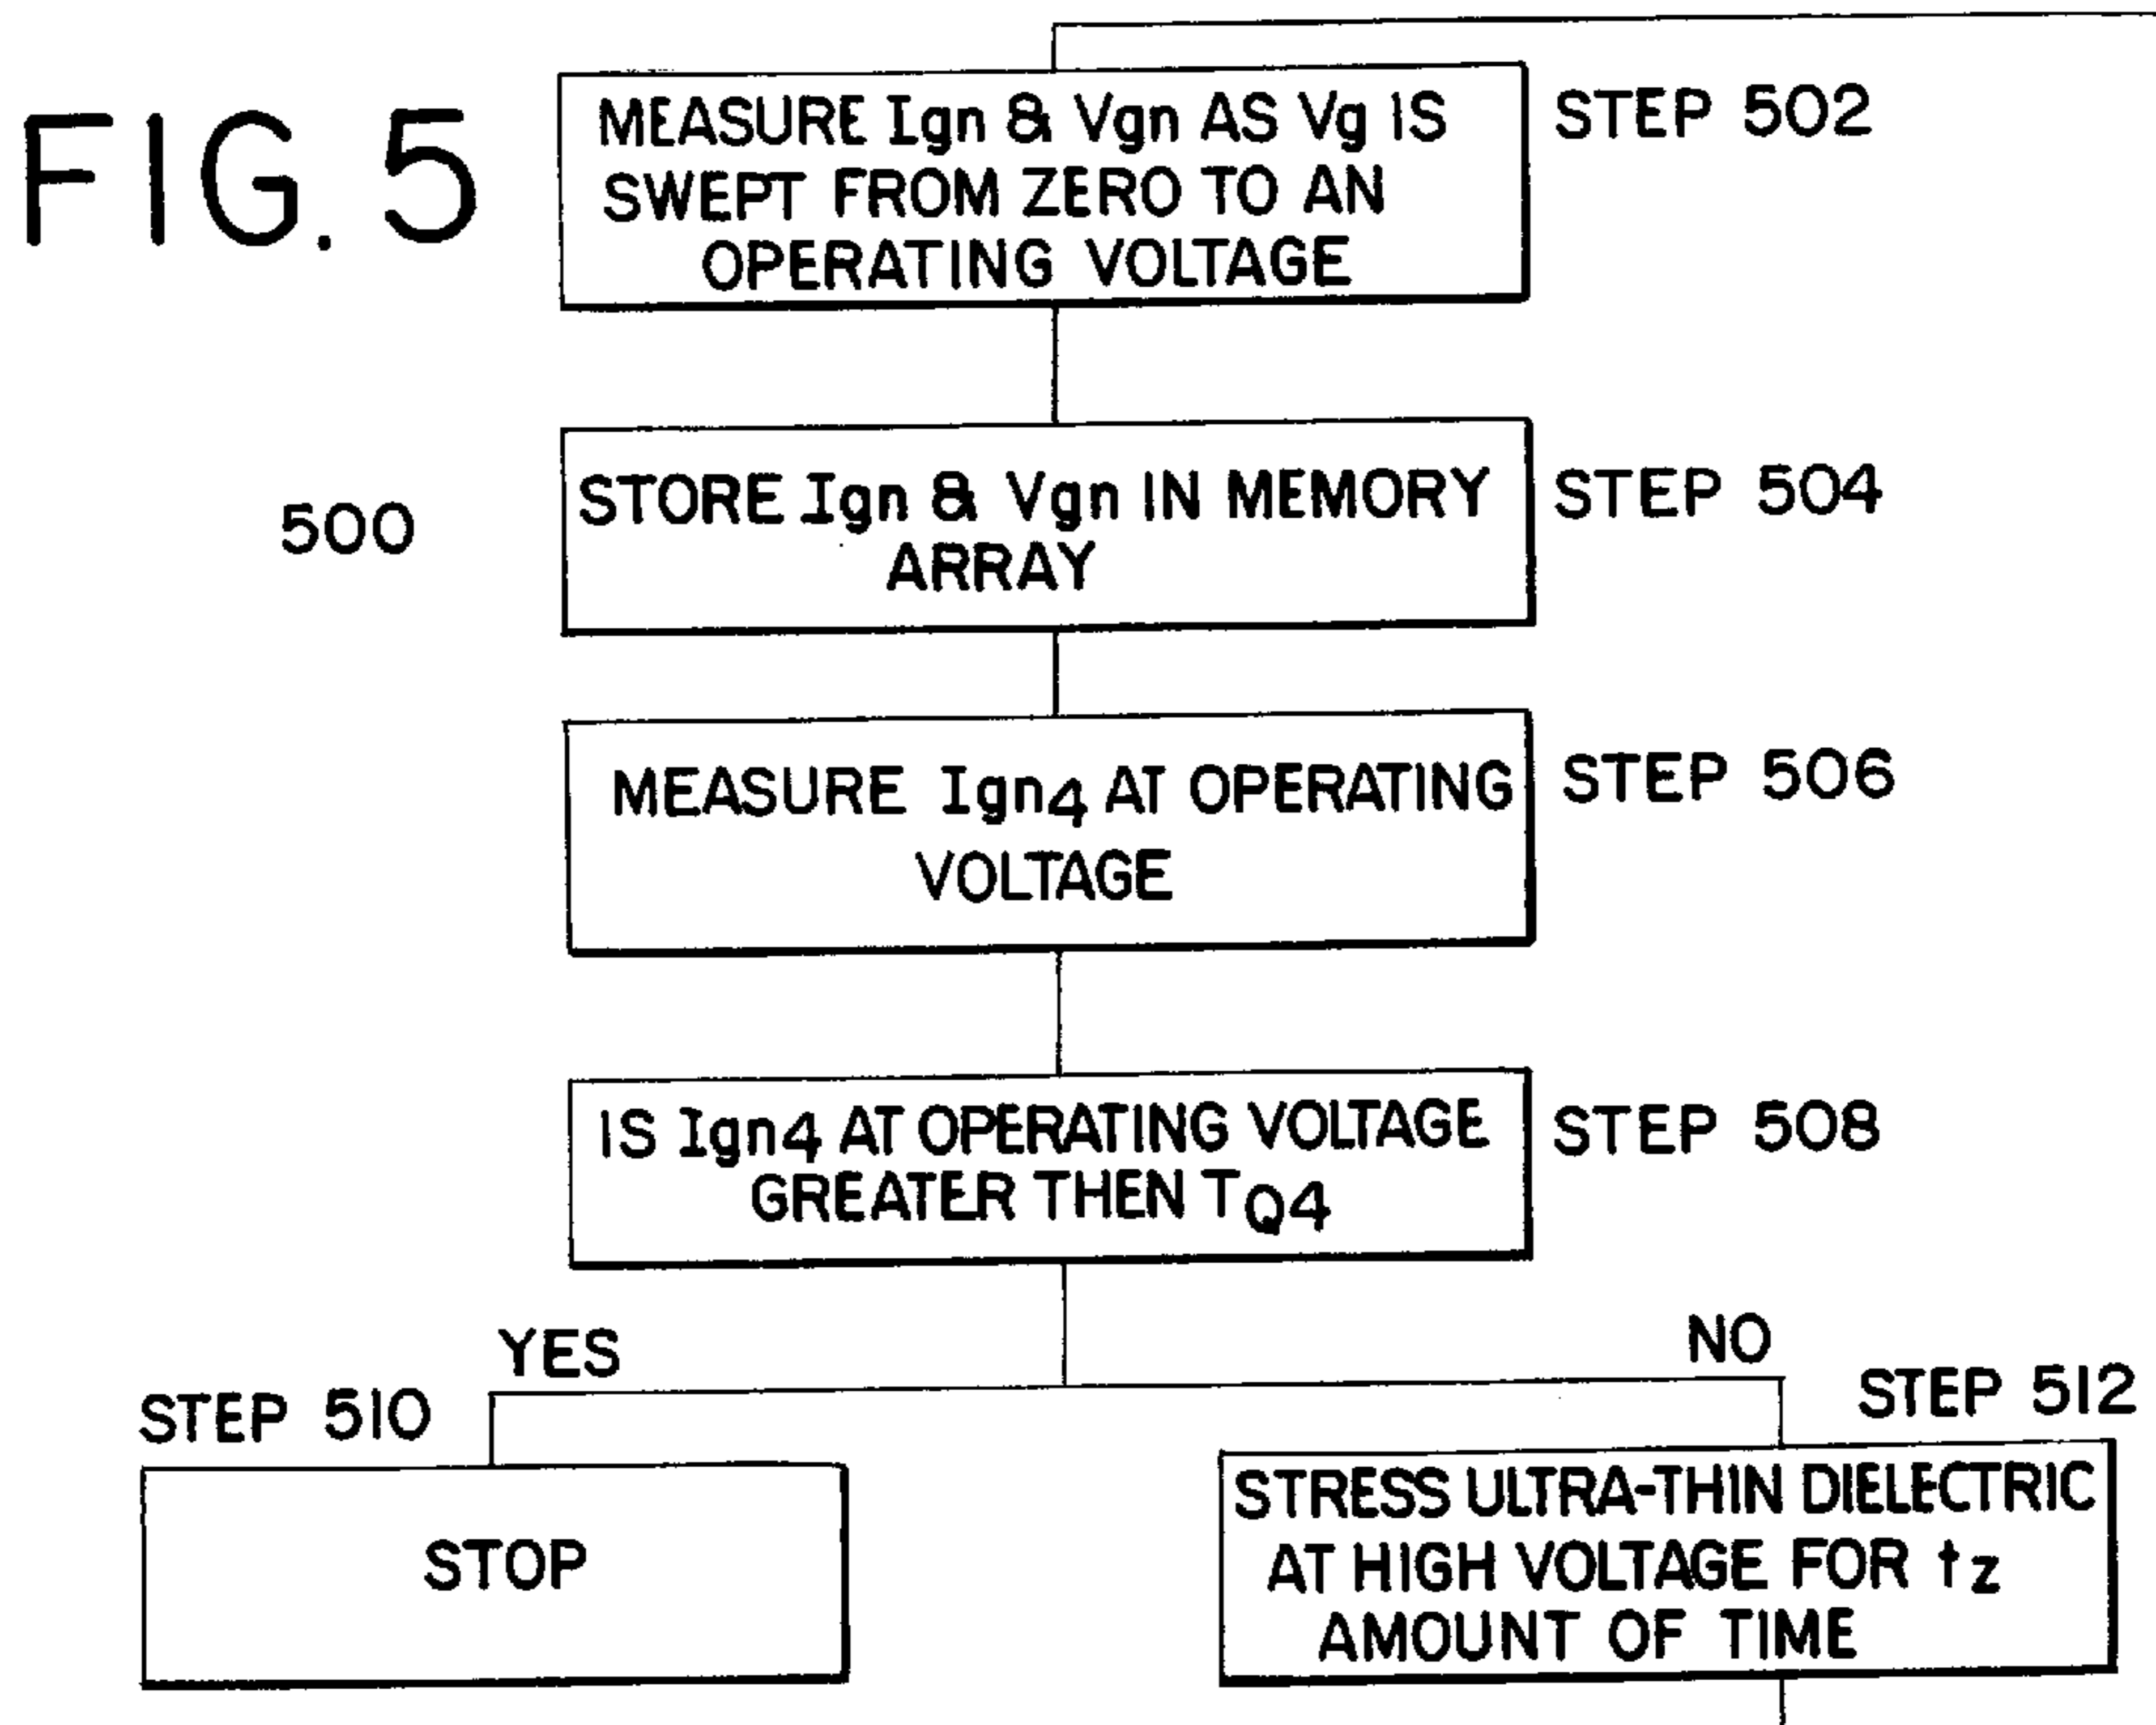 FIG. 5
MEASURE Ign & Vgn AS Vg IS
SWEPT FROM ZERO TO AN
OPERATING VOLTAGE
STEP 502
500
STORE Ign & Vgn IN MEMORY
ARRAY
STEP 504
MEASURE Ign4 AT OPERATING
VOLTAGE
STEP 506
IS Ign4 AT OPERATING VOLTAGE
GREATER THEN TQ4
STEP 508
YES
NO
STEP 510
STOP
STEP 512
STRESS ULTRA-THIN DIELECTRIC
AT HIGH VOLTAGE FOR tz
AMOUNT OF TIME